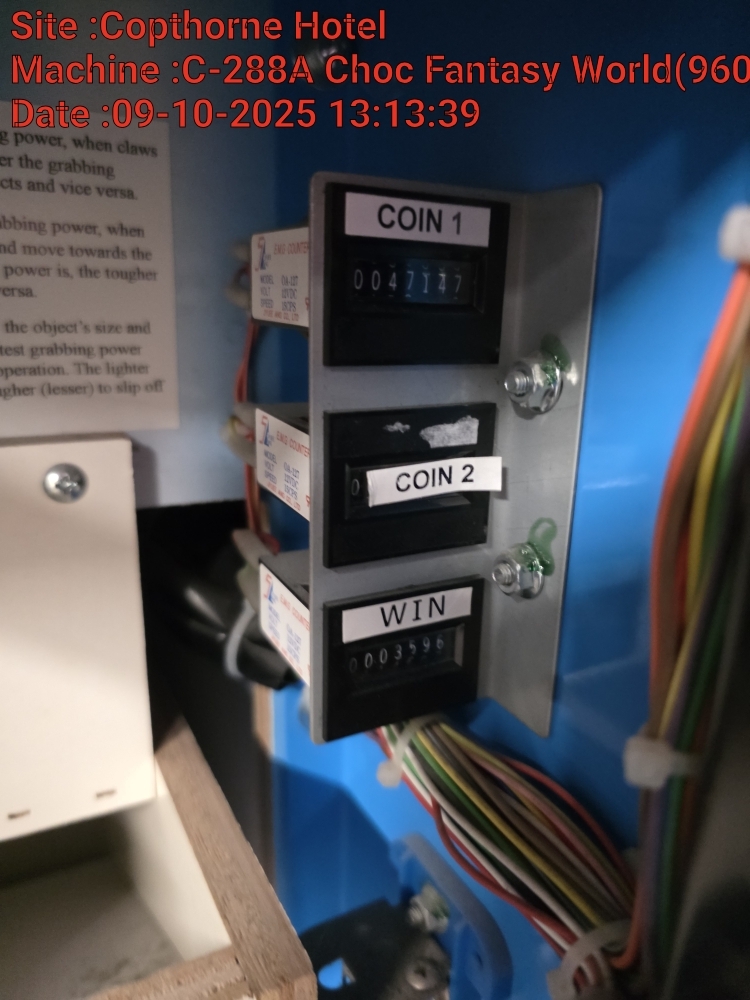 Site :Copthorne Hotel
Machine :C-288A Choc Fantasy World(960
Date :09-10-2025 13:13:39
g power, when claws
er the grabbing
cts and vice versa.
bbing power, when
nd move towards the
power is, the tougher
versa.
the object's size and
test grabbing power
operation. The lighter
gher (lesser) to slip off
COIN 1
0047147
COIN 2
0
WIN
0003596